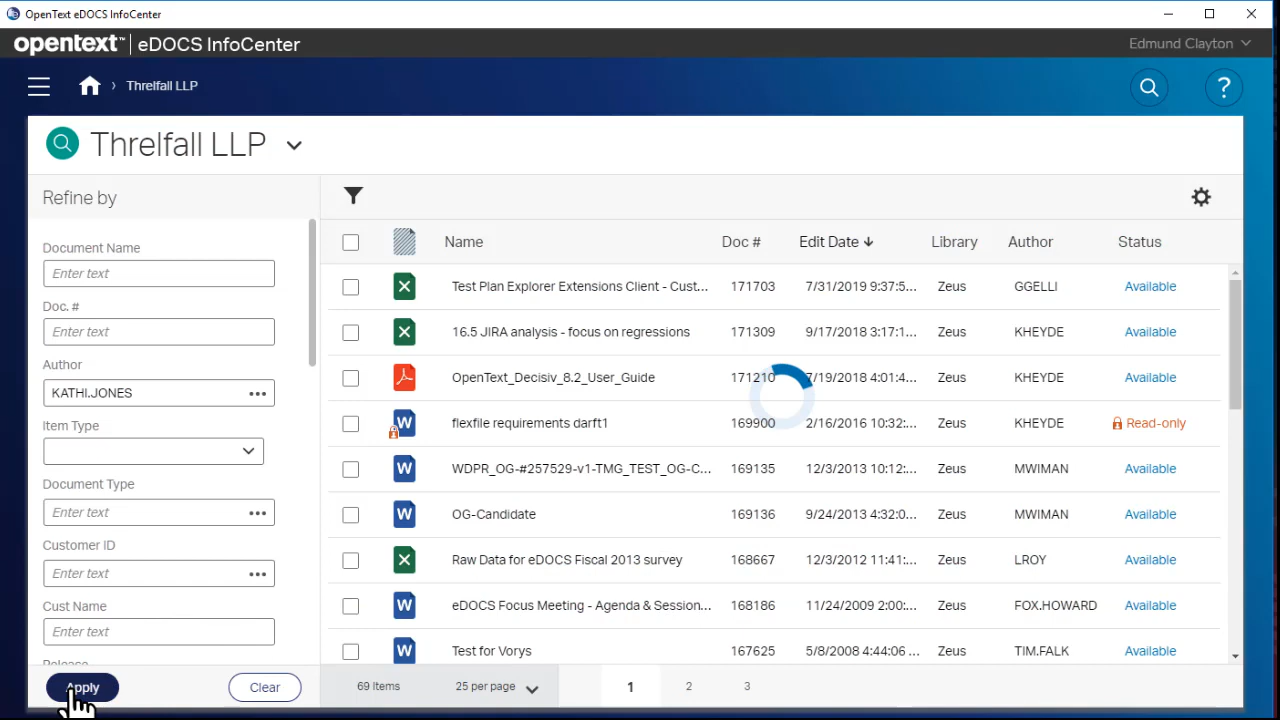 OpenText eDOCS InfoCenter
opentext™ | eDOCS InfoCenter
Edmund Clayton
Threlfall LLP
Threlfall LLP
Refine by
Name
Doc #
Edit Date
Library
Author
Status
Document Name
Enter text
Doc. #
Enter text
Author
KATHI.JONES
Item Type
Document Type
Enter text
Customer ID
Enter text
Cust Name
Enter text
Release
Apply
Clear
Test Plan Explorer Extensions Client - Cust... 171703 7/31/2019 9:37:5... Zeus GGELLI Available
16.5 JIRA analysis - focus on regressions 171309 9/17/2018 3:17:1... Zeus KHEYDE Available
OpenText_Decisiv_8.2_User_Guide 171210 7/19/2018 4:01:4... Zeus KHEYDE Available
flexfile requirements darft1 169900 2/16/2016 10:32:... Zeus KHEYDE Read-only
WDPR_OG-#257529-v1-TMG_TEST_OG-C... 169135 12/3/2013 10:12:... Zeus MWIMAN Available
OG-Candidate 169136 9/24/2013 4:32:0... Zeus MWIMAN Available
Raw Data for eDOCS Fiscal 2013 survey 168667 12/3/2012 11:41:... Zeus LROY Available
eDOCS Focus Meeting - Agenda & Session... 168186 11/24/2009 2:00:... Zeus FOX.HOWARD Available
Test for Vorys 167625 5/8/2008 4:44:06 ... Zeus TIM.FALK Available
69 Items
25 per page
1 2 3